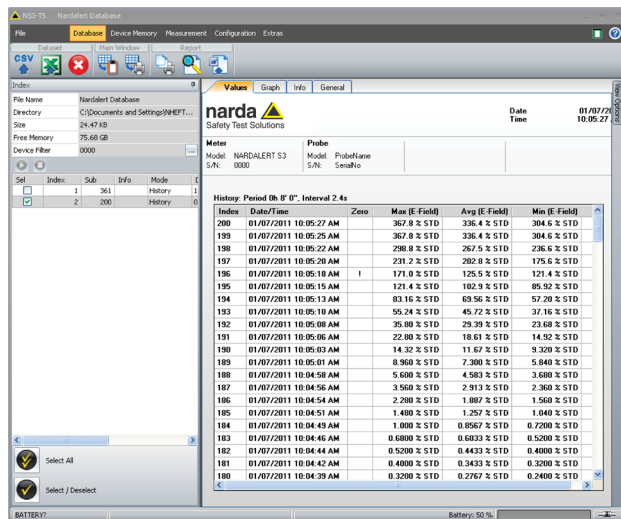 NS3-TS Nardalert Database
File Database Device Memory Measurement Configuration Extras
Dataset Main Window Report
CSV
Index
File Name Nardalert Database
Directory C:\Documents and Settings\NHEFT...
Size 24.47 KB
Free Memory 75.68 GB
Device Filter 0000 ...
Sel Index Sub Info Mode D
1 361 History 1
2 200 History 0
Select All
Select / Deselect
Values Graph Info General
View Options
narda
Safety Test Solutions
Date 01/07/20
Time 10:05:27
Meter Probe
Model: NARDALERT S3 Model: ProbeName
S/N: 0000 S/N: SerialNo
History: Period 0h 8' 0", Interval 2.4s
Index Date/Time Zero Max (E-Field) Avg (E-Field) Min (E-Field)
200 01/07/2011 10:05:27 AM 367.8 % STD 336.4 % STD 304.6 % STD
199 01/07/2011 10:05:25 AM 367.8 % STD 336.4 % STD 304.6 % STD
198 01/07/2011 10:05:22 AM 298.8 % STD 267.5 % STD 236.6 % STD
197 01/07/2011 10:05:20 AM 231.2 % STD 202.8 % STD 175.6 % STD
196 01/07/2011 10:05:18 AM ! 171.0 % STD 125.5 % STD 121.4 % STD
195 01/07/2011 10:05:15 AM 121.4 % STD 102.9 % STD 85.92 % STD
194 01/07/2011 10:05:13 AM 83.16 % STD 69.56 % STD 57.20 % STD
193 01/07/2011 10:05:10 AM 55.24 % STD 45.72 % STD 37.16 % STD
192 01/07/2011 10:05:08 AM 35.80 % STD 29.39 % STD 23.68 % STD
191 01/07/2011 10:05:06 AM 22.80 % STD 18.61 % STD 14.92 % STD
190 01/07/2011 10:05:03 AM 14.32 % STD 11.67 % STD 9.320 % STD
189 01/07/2011 10:05:01 AM 8.960 % STD 7.300 % STD 5.840 % STD
188 01/07/2011 10:04:58 AM 5.600 % STD 4.583 % STD 3.680 % STD
187 01/07/2011 10:04:56 AM 3.560 % STD 2.913 % STD 2.360 % STD
186 01/07/2011 10:04:54 AM 2.280 % STD 1.887 % STD 1.560 % STD
185 01/07/2011 10:04:51 AM 1.480 % STD 1.257 % STD 1.040 % STD
184 01/07/2011 10:04:49 AM 1.000 % STD 0.8567 % STD 0.7200 % STD
183 01/07/2011 10:04:46 AM 0.6800 % STD 0.6033 % STD 0.5200 % STD
182 01/07/2011 10:04:44 AM 0.5200 % STD 0.4433 % STD 0.4000 % STD
181 01/07/2011 10:04:42 AM 0.4000 % STD 0.3433 % STD 0.3200 % STD
180 01/07/2011 10:04:39 AM 0.3200 % STD 0.2767 % STD 0.2400 % STD
BATTERY? Battery: 50 %